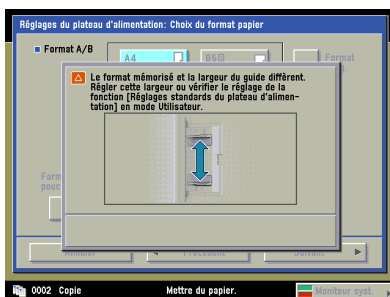 Réglages du plateau d'alimentation: Choix du format papier
Format A/B
A4
B5
Format
Le format mémorisé et la largeur du guide diffèrent.
Régler cette largeur ou vérifier le réglage de la
fonction [Réglages standards du plateau d'alimen-
tation] en mode Utilisateur.
Form
pouc
Annuler
Précédent
Suivant
0002 Copie
Mettre du papier.
Moniteur syst.